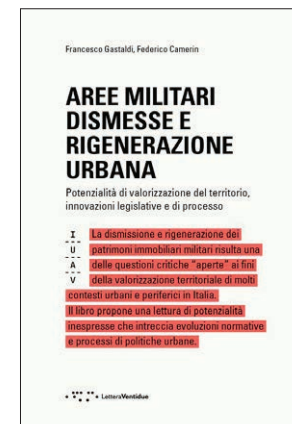 Francesco Gastaldi, Federico Camerin
AREE MILITARI
DISMESSE E
RIGENERAZIONE
URBANA
Potenzialità di valorizzazione del territorio,
innovazioni legislative e di processo
I La dismissione e rigenerazione dei
U patrimoni immobiliari militari risulta una
A delle questioni critiche “aperte” ai fini
V della valorizzazione territoriale di molti
contesti urbani e periferici in Italia.
Il libro propone una lettura di potenzialità
inespresse che intreccia evoluzioni normative
e processi di politiche urbane.
LetteraVentidue